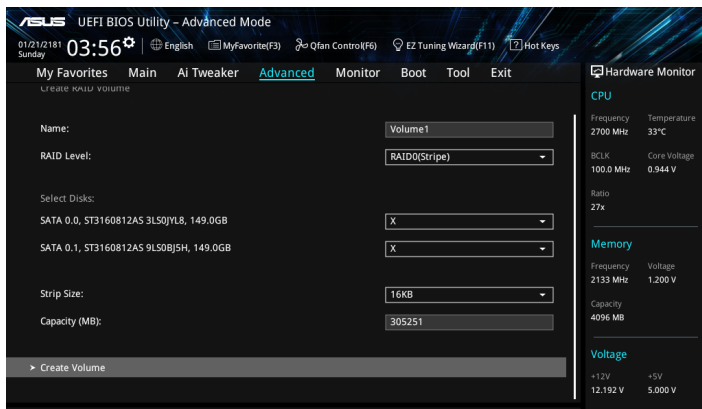 ASUS UEFI BIOS Utility – Advanced Mode
01/21/2181 Sunday 03:56 English MyFavorite(F3) Qfan Control(F6) EZ Tuning Wizard(F11) ? Hot Keys
My Favorites Main Ai Tweaker Advanced Monitor Boot Tool Exit
Hardware Monitor
Create RAID Volume
Name: Volume1
RAID Level: RAID0(Stripe)
Select Disks:
SATA 0.0, ST3160812AS 3LS0JYL8, 149.0GB X
SATA 0.1, ST3160812AS 9LS0BJ5H, 149.0GB X
Strip Size: 16KB
Capacity (MB): 305251
> Create Volume
CPU
Frequency Temperature
2700 MHz 33°C
BCLK Core Voltage
100.0 MHz 0.944 V
Ratio
27x
Memory
Frequency Voltage
2133 MHz 1.200 V
Capacity
4096 MB
Voltage
+12V +5V
12.192 V 5.000 V